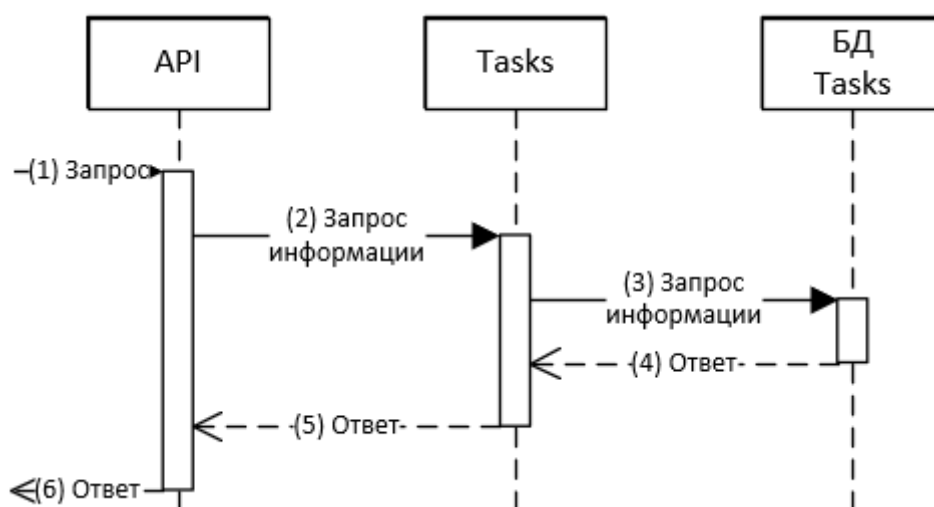 API
Tasks
БД
Tasks
(1) Запрос
(2) Запрос
информации
(3) Запрос
информации
(4) Ответ
(5) Ответ
(6) Ответ